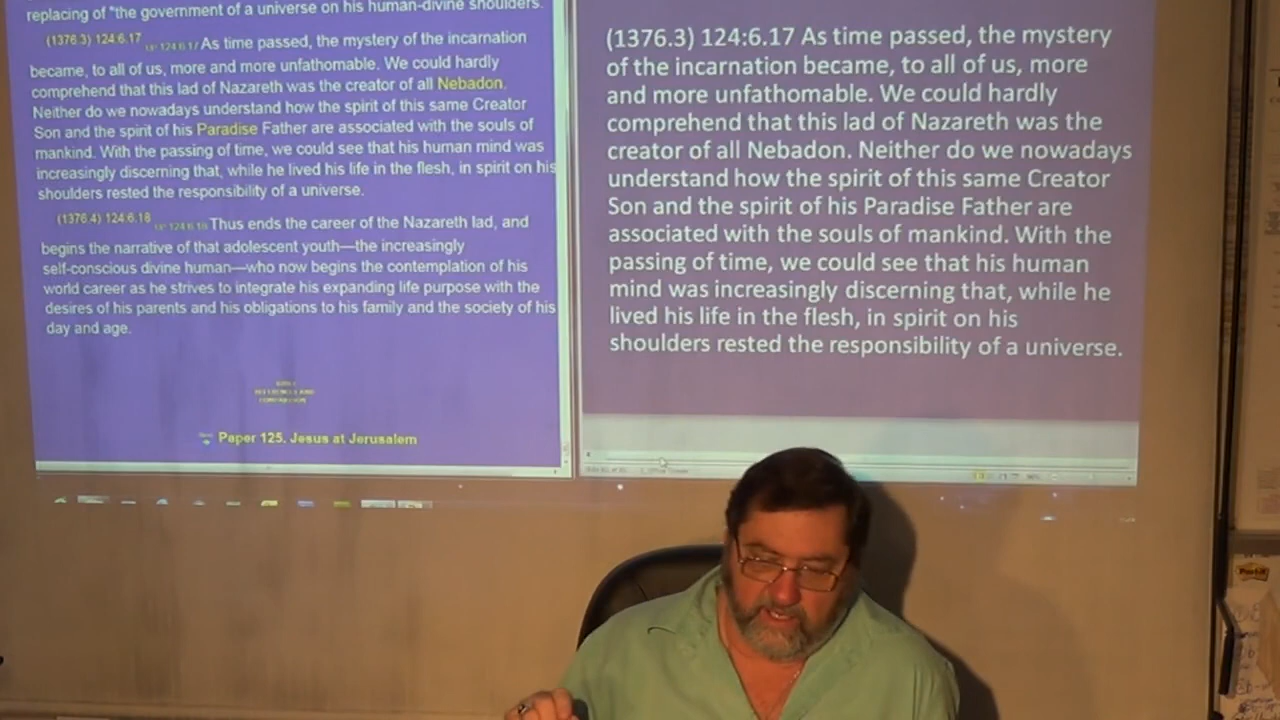 replacing of "the government of a universe on his human-divine shoulders.
(1376.3) 124:6.17 As time passed, the mystery of the incarnation
became, to all of us, more and more unfathomable. We could hardly
comprehend that this lad of Nazareth was the creator of all Nebadon.
Neither do we nowadays understand how the spirit of this same Creator
Son and the spirit of his Paradise Father are associated with the souls of
mankind. With the passing of time, we could see that his human mind was
increasingly discerning that, while he lived his life in the flesh, in spirit on his
shoulders rested the responsibility of a universe.
(1376.4) 124:6.18 Thus ends the career of the Nazareth lad, and
begins the narrative of that adolescent youth—the increasingly
self-conscious divine human—who now begins the contemplation of his
world career as he strives to integrate his expanding life purpose with the
desires of his parents and his obligations to his family and the society of his
day and age.
Paper 125. Jesus at Jerusalem
(1376.3) 124:6.17 As time passed, the mystery
of the incarnation became, to all of us, more
and more unfathomable. We could hardly
comprehend that this lad of Nazareth was the
creator of all Nebadon. Neither do we nowadays
understand how the spirit of this same Creator
Son and the spirit of his Paradise Father are
associated with the souls of mankind. With the
passing of time, we could see that his human
mind was increasingly discerning that, while he
lived his life in the flesh, in spirit on his
shoulders rested the responsibility of a universe.
Post-it